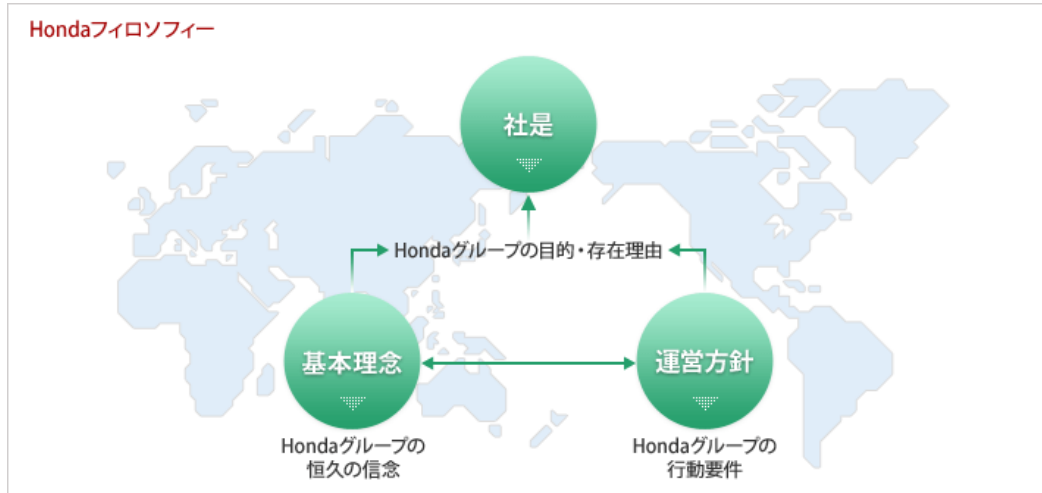 Hondaフィロソフィー
社是
Hondaグループの目的・存在理由
基本理念
運営方針
Hondaグループの
恒久の信念
Hondaグループの
行動要件